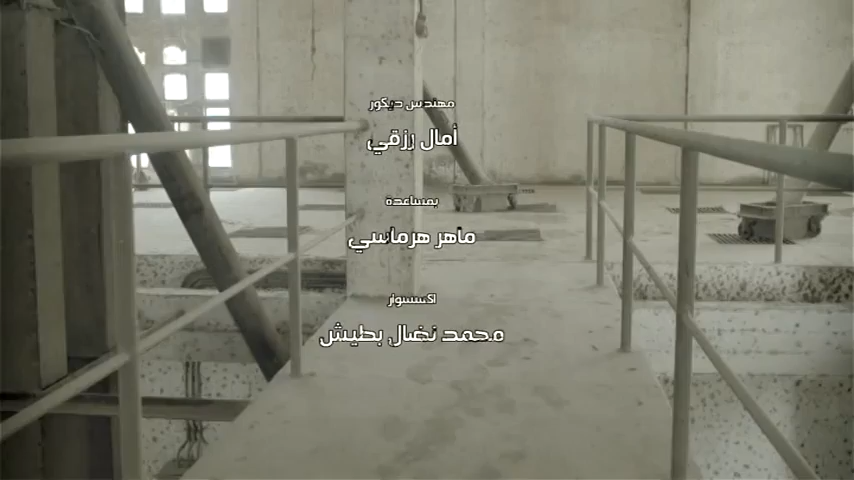 مهندس ديكور
أمال رزقي
بمساعدة
ماهر هرماسي
اكسسوار
محمد نضال بطيش